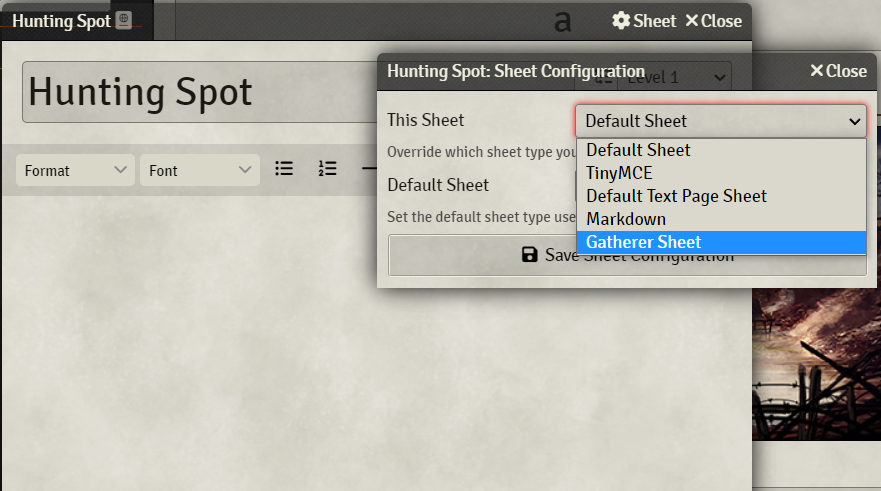 Hunting Spot
a
Sheet
Close
Hunting Spot: Sheet Configuration
Close
Hunting Spot
Level 1
This Sheet
Default Sheet
Override which sheet type you
Default Sheet
TinyMCE
Default Text Page Sheet
Markdown
Gatherer Sheet
Default Sheet
Set the default sheet type use
Save Sheet Configuration
Format
Font